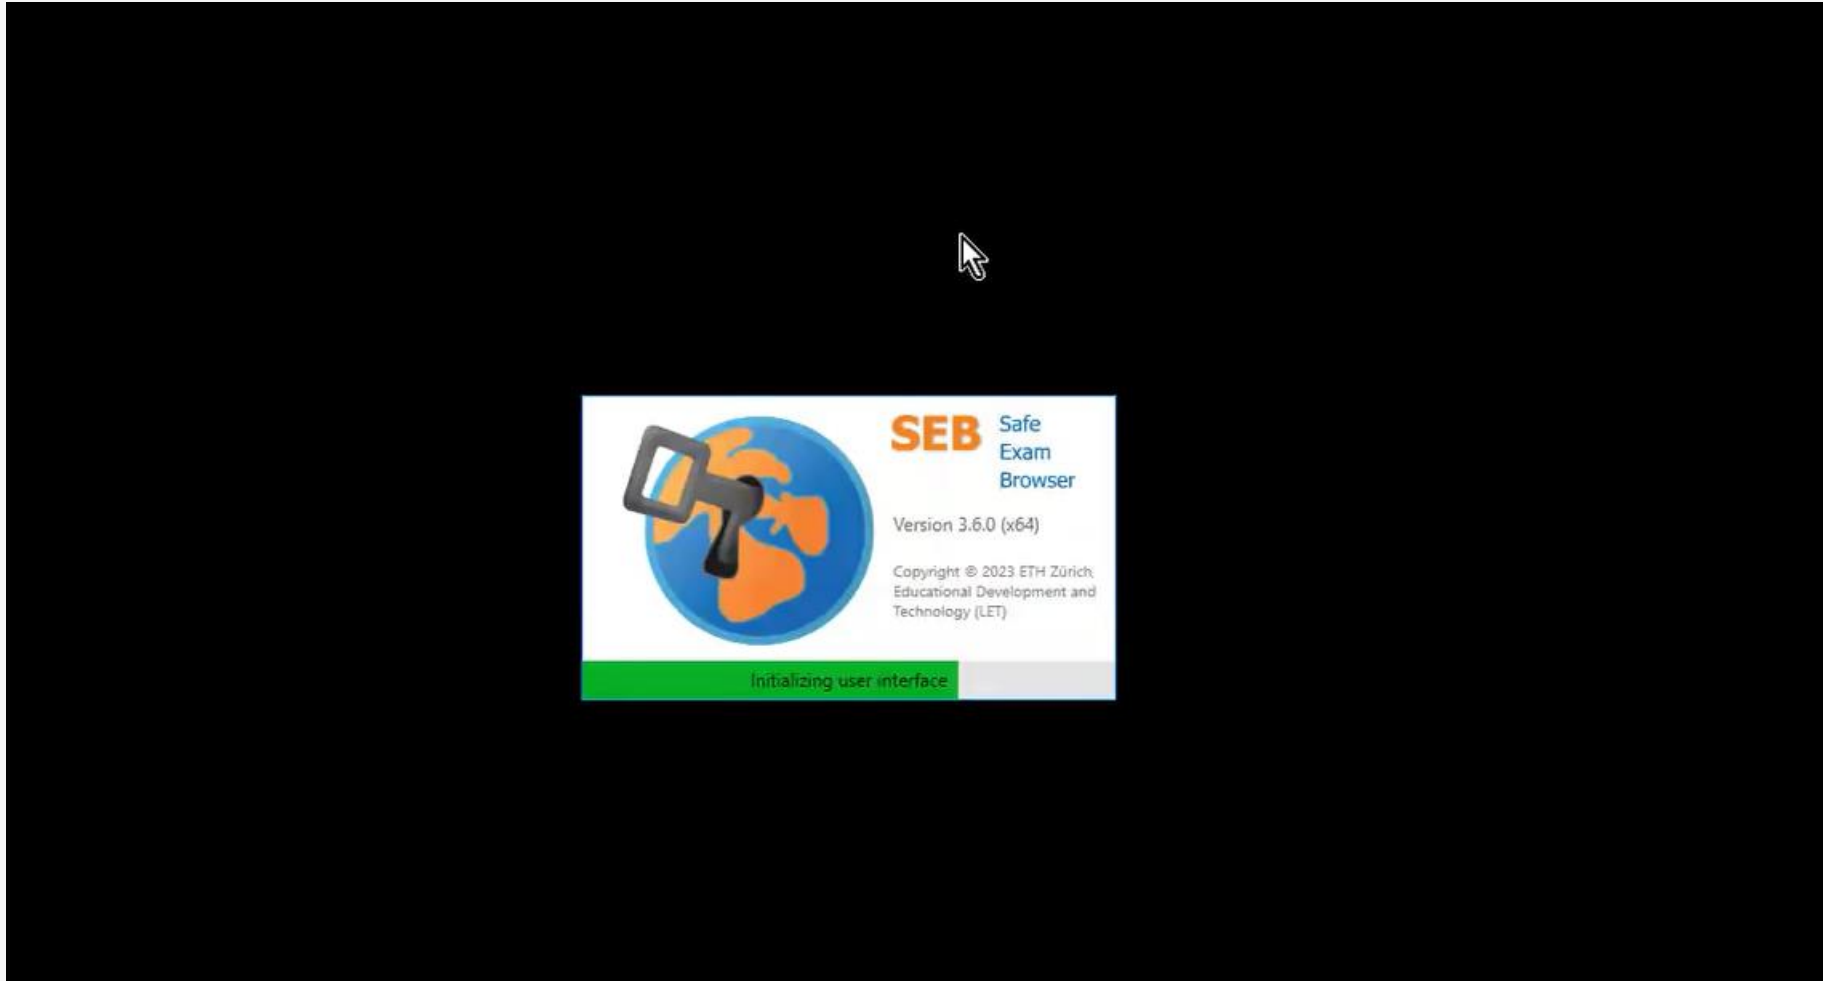 SEB Safe
Exam
Browser
Version 3.6.0 (x64)
Copyright © 2023 ETH Zürich,
Educational Development and
Technology (LET)
Initializing user interface